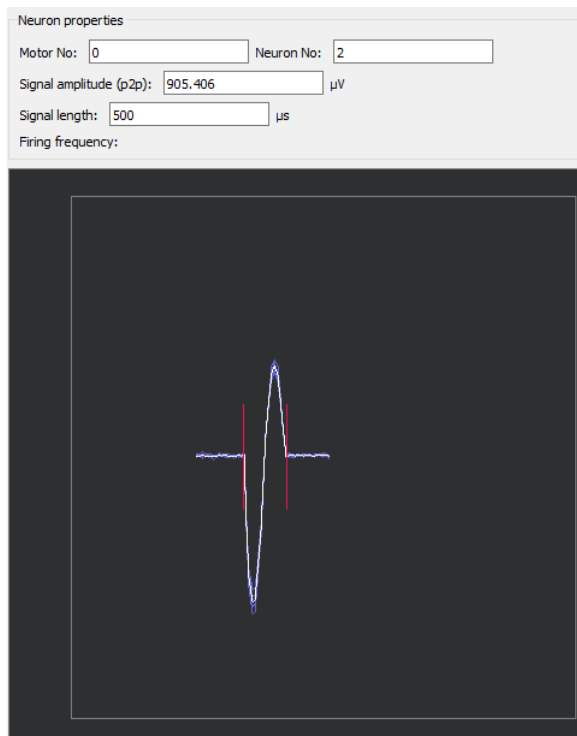 Neuron properties
Motor No: 0 Neuron No: 2
Signal amplitude (p2p): 905.406 µV
Signal length: 500 µs
Firing frequency: